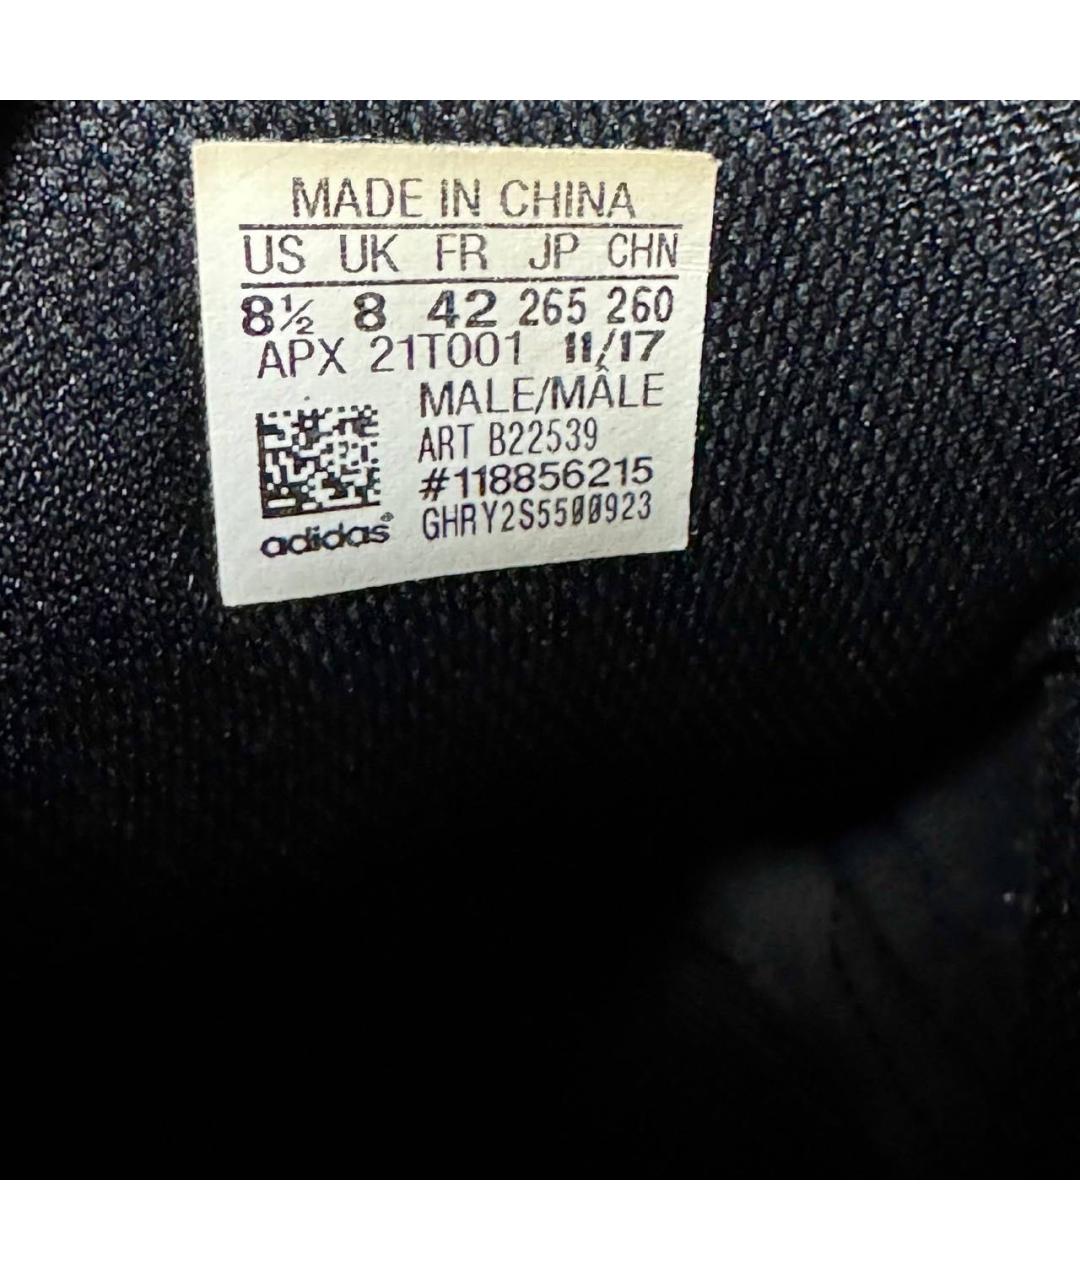 MADE IN CHINA
US UK FR JP CHN
8½ 8 42 265 260
APX 21T001 11/17
MALE/MÂLE
ART B22539
#118856215
GHRY2S5500923
adidas®